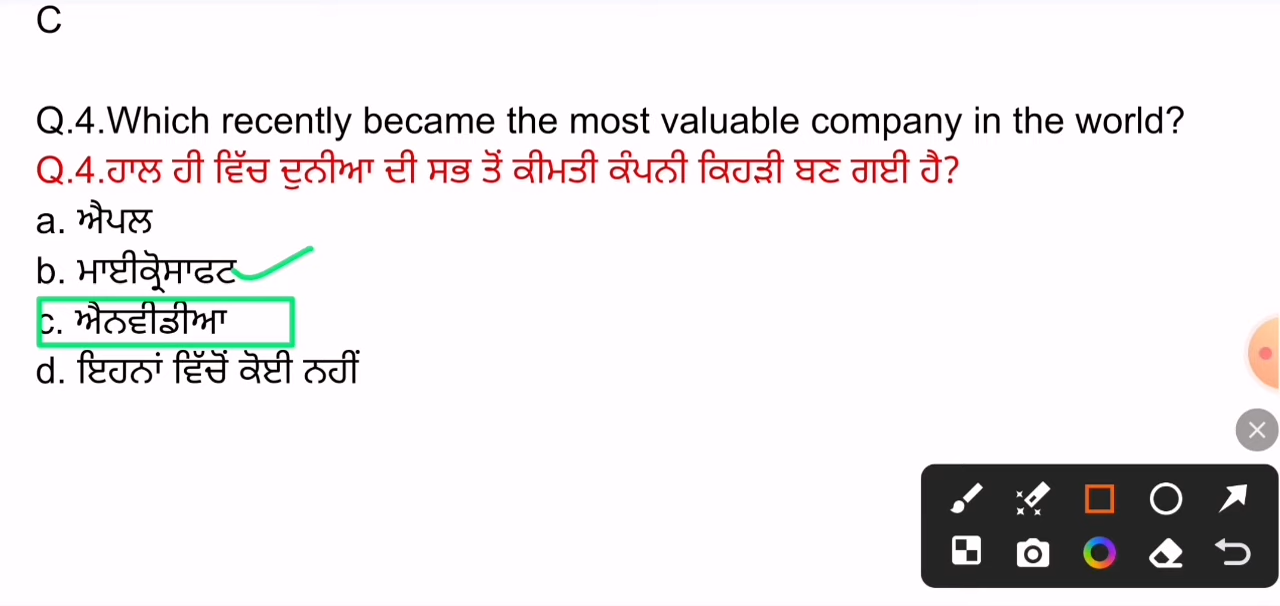 C
Q.4.Which recently became the most valuable company in the world?
Q.4.ਹਾਲ ਹੀ ਵਿੱਚ ਦੁਨੀਆ ਦੀ ਸਭ ਤੋਂ ਕੀਮਤੀ ਕੰਪਨੀ ਕਿਹੜੀ ਬਣ ਗਈ ਹੈ?
a. ਐਪਲ
b. ਮਾਈਕ੍ਰੋਸਾਫਟ
c. ਐਨਵੀਡੀਆ
d. ਇਹਨਾਂ ਵਿੱਚੋਂ ਕੋਈ ਨਹੀਂ